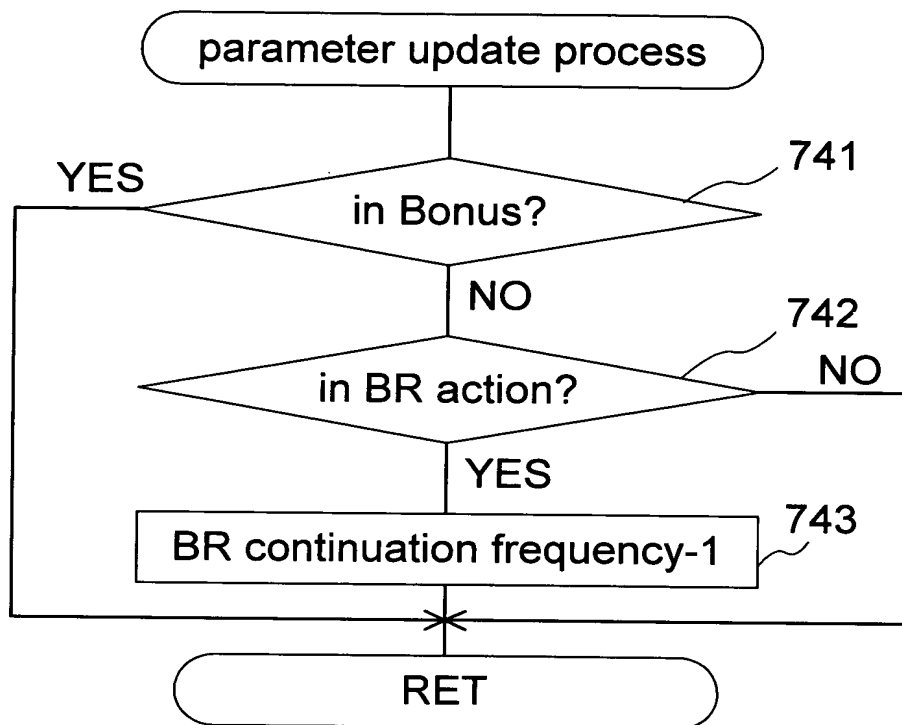 parameter update process
741
YES
in Bonus?
NO
742
in BR action?
NO
YES
743
BR continuation frequency-1
RET